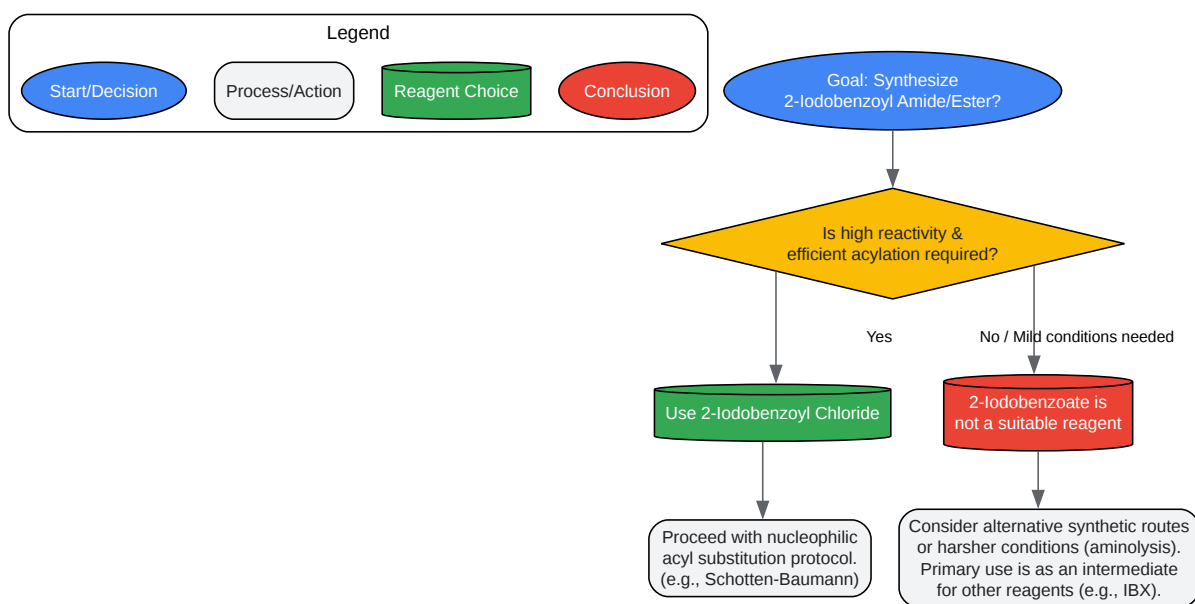 Legend
Start/Decision
Process/Action
Reagent Choice
Conclusion
Goal: Synthesize
2-Iodobenzoyl Amide/Ester?
Is high reactivity &
efficient acylation required?
Yes
No / Mild conditions needed
Use 2-Iodobenzoyl Chloride
2-Iodobenzoate is
not a suitable reagent
Proceed with nucleophilic
acyl substitution protocol.
(e.g., Schotten-Baumann)
Consider alternative synthetic routes
or harsher conditions (aminolysis).
Primary use is as an intermediate
for other reagents (e.g., IBX).